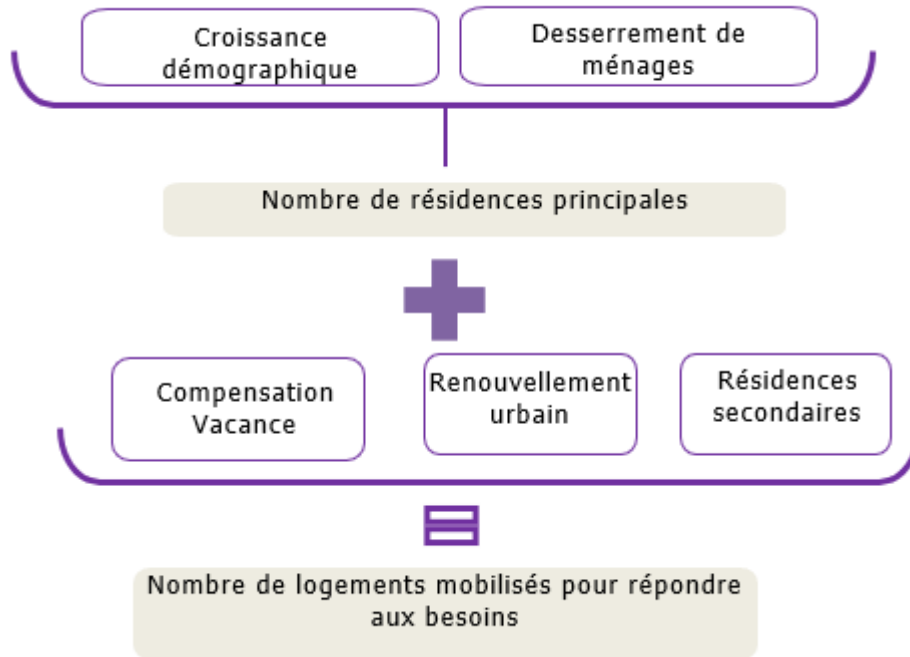 Croissance
démographique
Desserrement de
ménages
Nombre de résidences principales
Compensation
Vacance
Renouvellement
urbain
Résidences
secondaires
Nombre de logements mobilisés pour répondre
aux besoins